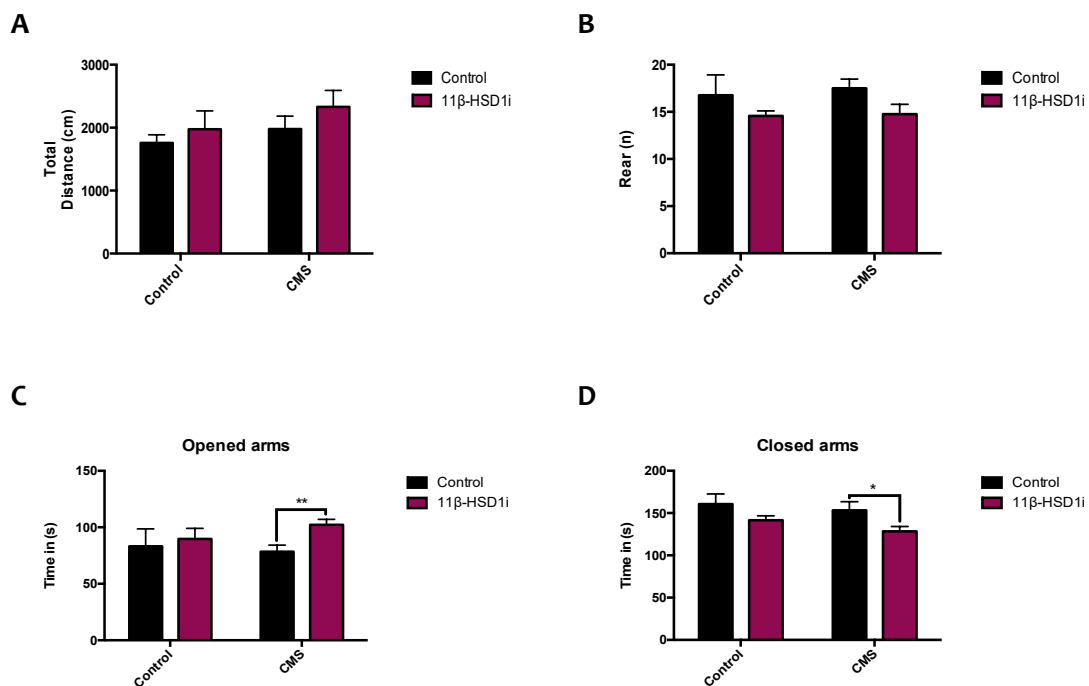 A
3000
2000
1000
0
Total
Distance (cm)
Control
CMS
Control
11β-HSD1i
B
20
15
10
5
0
Rear (n)
Control
CMS
Control
11β-HSD1i
C
Opened arms
150
100
50
0
Time in (s)
**
Control
CMS
Control
11β-HSD1i
D
Closed arms
200
150
100
50
0
Time in (s)
*
Control
CMS
Control
11β-HSD1i